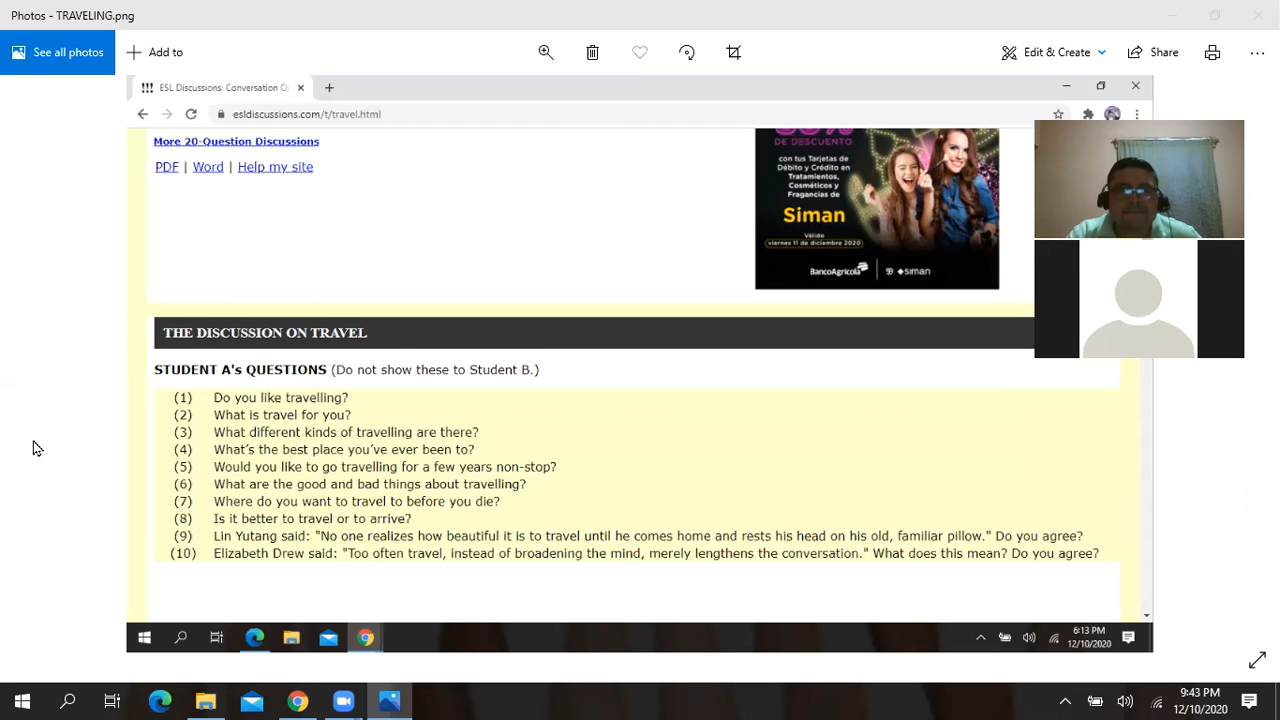 Photos - TRAVELING.png
See all photos
Add to
Edit & Create
Share
ESL Discussions: Conversation Q
esldiscussions.com/t/travel.html
More 20-Question Discussions
PDF | Word | Help my site
DE DESCUENTO
con tus Tarjetas de
Débito y Crédito en
Tratamientos,
Cosméticos y
Fragancias de
Siman
Válido
viernes 11 de diciembre 2020
BancoAgrícola
siman
THE DISCUSSION ON TRAVEL
STUDENT A's QUESTIONS (Do not show these to Student B.)
(1) Do you like travelling?
(2) What is travel for you?
(3) What different kinds of travelling are there?
(4) What's the best place you've ever been to?
(5) Would you like to go travelling for a few years non-stop?
(6) What are the good and bad things about travelling?
(7) Where do you want to travel to before you die?
(8) Is it better to travel or to arrive?
(9) Lin Yutang said: "No one realizes how beautiful it is to travel until he comes home and rests his head on his old, familiar pillow." Do you agree?
(10) Elizabeth Drew said: "Too often travel, instead of broadening the mind, merely lengthens the conversation." What does this mean? Do you agree?
6:13 PM
12/10/2020
9:43 PM
12/10/2020